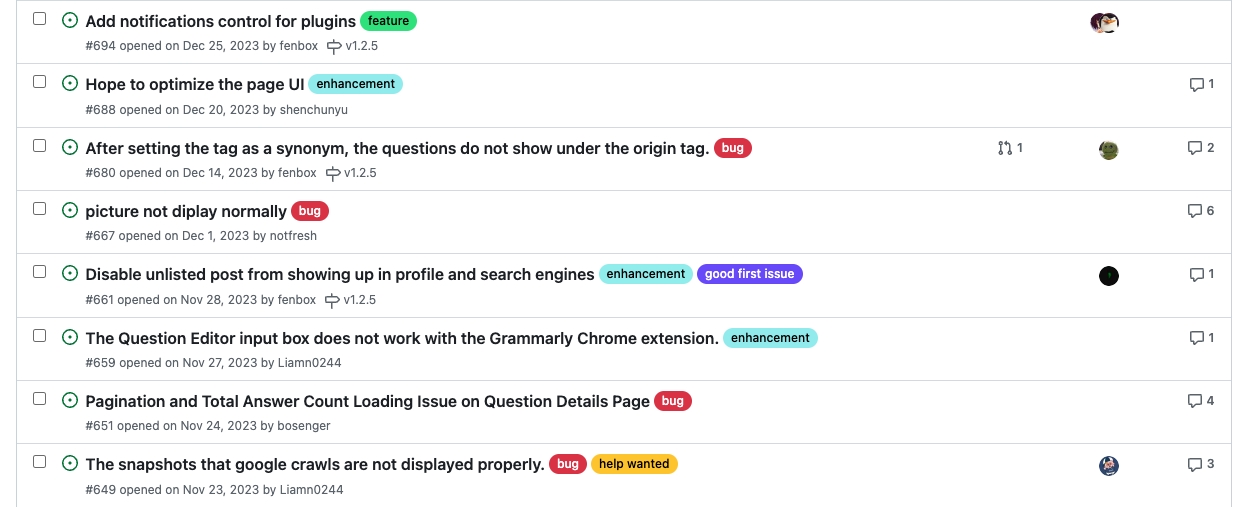 Add notifications control for plugins feature
#694 opened on Dec 25, 2023 by fenbox v1.2.5
Hope to optimize the page UI enhancement 1
#688 opened on Dec 20, 2023 by shenchunyu
After setting the tag as a synonym, the questions do not show under the origin tag. bug 1 2
#680 opened on Dec 14, 2023 by fenbox v1.2.5
picture not diplay normally bug 6
#667 opened on Dec 1, 2023 by notfresh
Disable unlisted post from showing up in profile and search engines enhancement good first issue 1
#661 opened on Nov 28, 2023 by fenbox v1.2.5
The Question Editor input box does not work with the Grammarly Chrome extension. enhancement 1
#659 opened on Nov 27, 2023 by Liamn0244
Pagination and Total Answer Count Loading Issue on Question Details Page bug 4
#651 opened on Nov 24, 2023 by bosenger
The snapshots that google crawls are not displayed properly. bug help wanted 3
#649 opened on Nov 23, 2023 by Liamn0244